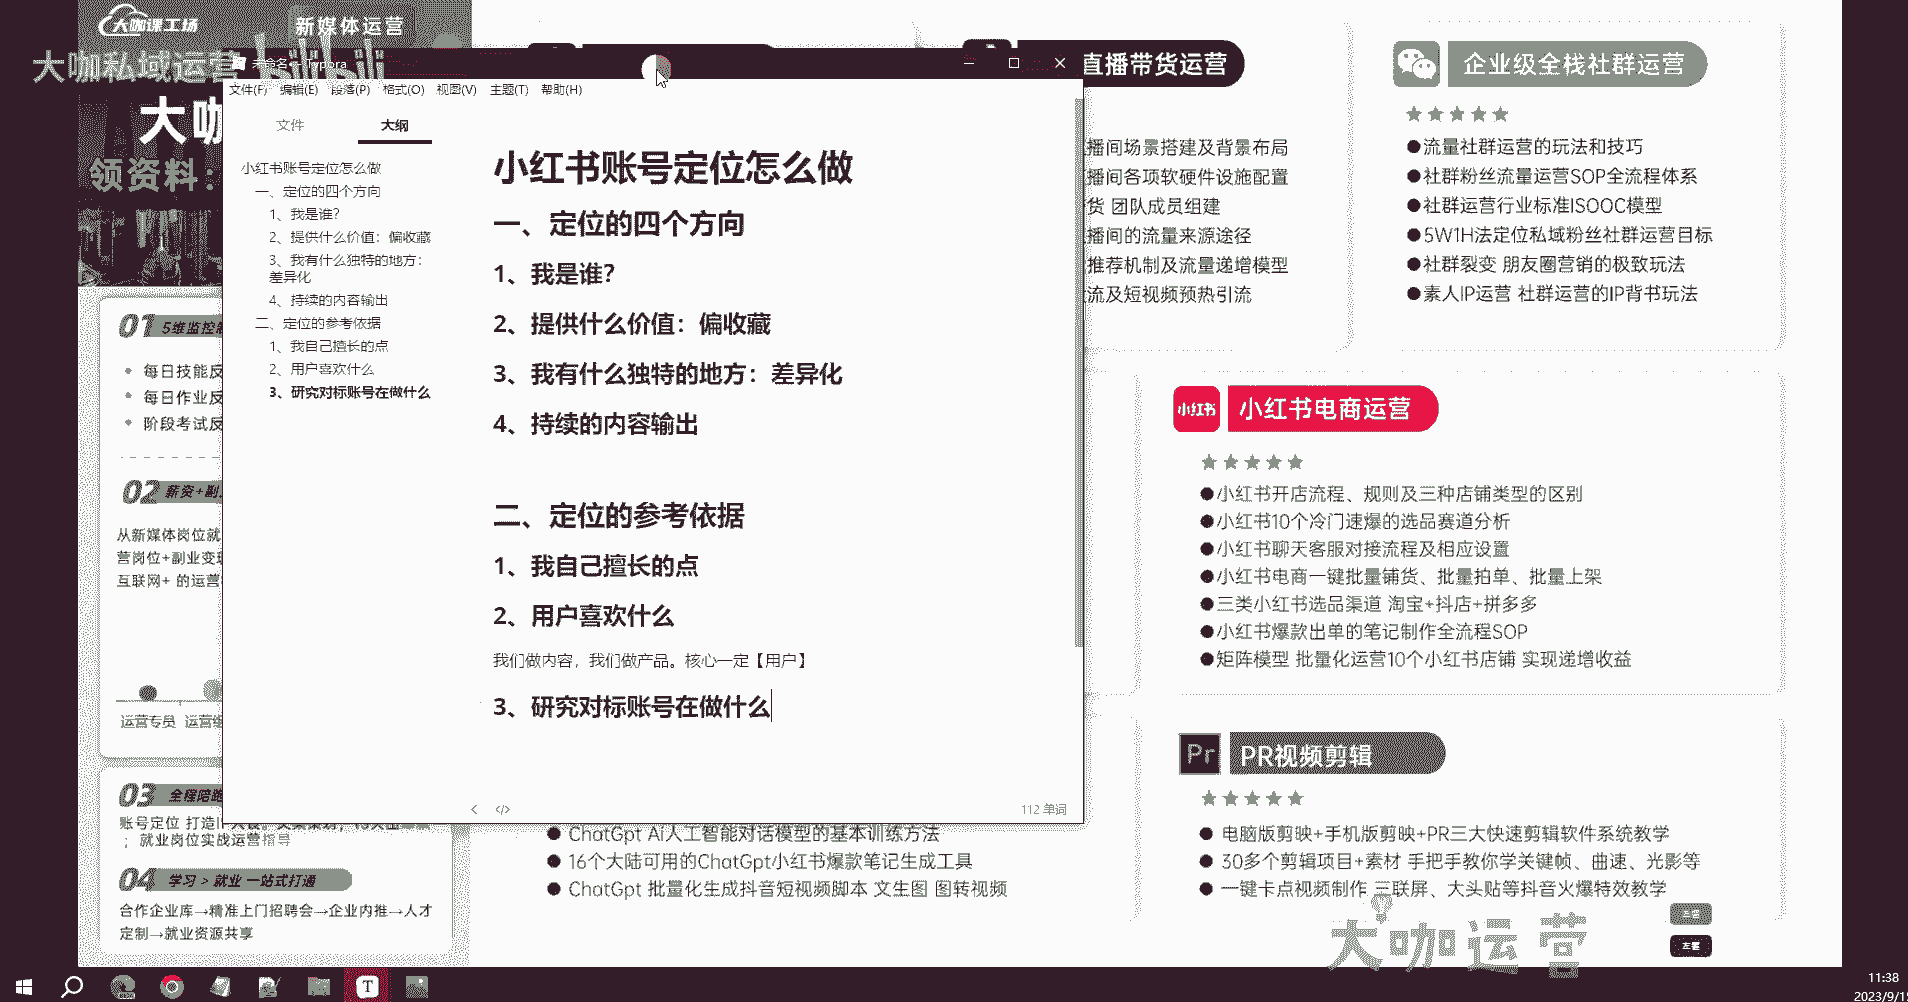 大咖课工场
新媒体运营
大咖私域运营
bilibili
大咖
领资料：
01 5维监控
每日技能反
每日作业反
阶段考试反
02 薪资+副
从新媒体岗位就
营岗位+副业变现
互联网+ 的运营
运营专员 运营
03 全程陪跑
账号定位 打造
；就业岗位实战运营指导
04 学习 > 就业 一站式打通
合作企业库→精准上门招聘会→企业内推→人才
定制→就业资源共享
未命名 - Typora
文件(F) 编辑(E) 段落(P) 格式(O) 视图(V) 主题(T) 帮助(H)
文件 大纲
小红书账号定位怎么做
一、定位的四个方向
1、我是谁？
2、提供什么价值：偏收藏
3、我有什么独特的地方：
差异化
4、持续的内容输出
二、定位的参考依据
1、我自己擅长的点
2、用户喜欢什么
3、研究对标账号在做什么
小红书账号定位怎么做
一、定位的四个方向
1、我是谁？
2、提供什么价值：偏收藏
3、我有什么独特的地方：差异化
4、持续的内容输出
二、定位的参考依据
1、我自己擅长的点
2、用户喜欢什么
我们做内容，我们做产品。核心一定【用户】
3、研究对标账号在做什么
112 单词
直播带货运营
播间场景搭建及背景布局
播间各项软硬件设施配置
货 团队成员组建
播间的流量来源途径
推荐机制及流量递增模型
流及短视频预热引流
企业级全栈社群运营
流量社群运营的玩法和技巧
社群粉丝流量运营SOP全流程体系
社群运营行业标准ISOOC模型
5W1H法定位私域粉丝社群运营目标
社群裂变 朋友圈营销的极致玩法
素人IP运营 社群运营的IP背书玩法
小红书 小红书电商运营
小红书开店流程、规则及三种店铺类型的区别
小红书10个冷门速爆的选品赛道分析
小红书聊天客服对接流程及相应设置
小红书电商一键批量铺货、批量拍单、批量上架
三类小红书选品渠道 淘宝+抖店+拼多多
小红书爆款出单的笔记制作全流程SOP
矩阵模型 批量化运营10个小红书店铺 实现递增收益
Pr PR视频剪辑
电脑版剪映+手机版剪映+PR三大快速剪辑软件系统教学
30多个剪辑项目+素材 手把手教你学关键帧、曲速、光影等
一键卡点视频制作 三联屏、大头贴等抖音火爆特效教学
ChatGpt AI人工智能对话模型的基本训练方法
16个大陆可用的ChatGpt小红书爆款笔记生成工具
ChatGpt 批量化生成抖音短视频脚本 文生图 图转视频
大咖运营
11:38
2023/9/1